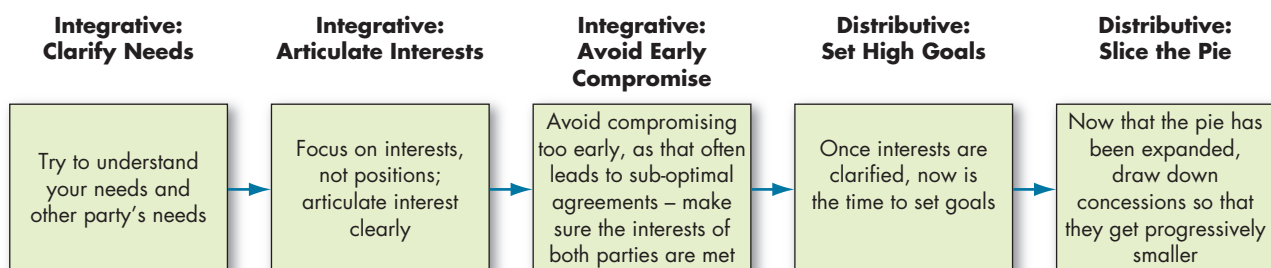 Integrative:
Clarify Needs
Integrative:
Articulate Interests
Integrative:
Avoid Early
Compromise
Distributive:
Set High Goals
Distributive:
Slice the Pie
Try to understand
your needs and
other party's needs
Focus on interests,
not positions;
articulate interest
clearly
Avoid compromising
too early, as that often
leads to sub-optimal
agreements – make
sure the interests of
both parties are met
Once interests are
clarified, now is
the time to set goals
Now that the pie has
been expanded,
draw down
concessions so that
they get progressively
smaller